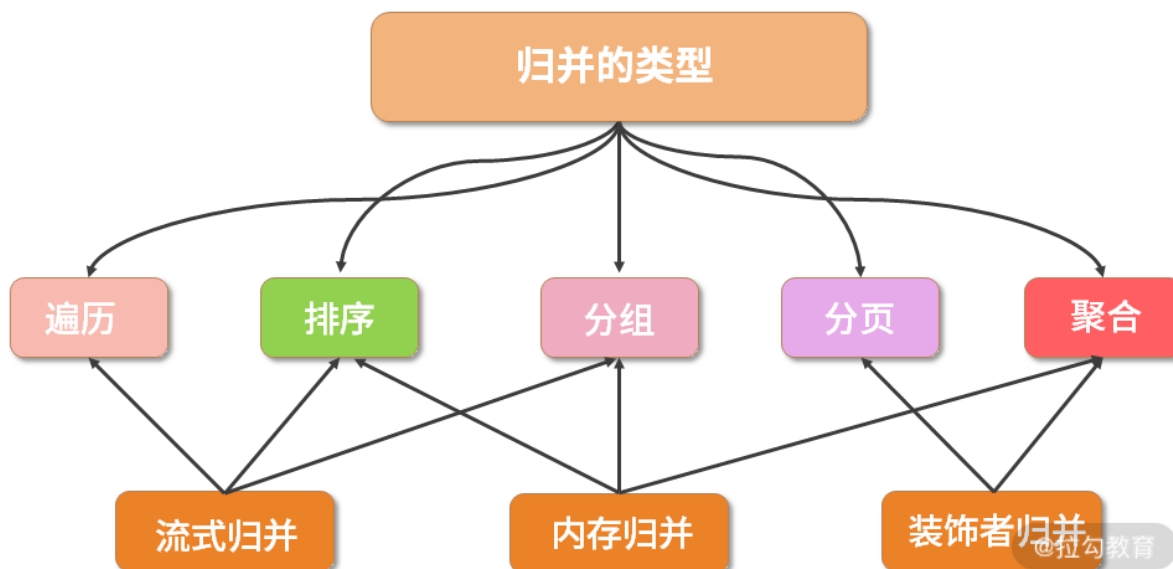 归并的类型
遍历
排序
分组
分页
聚合
流式归并
内存归并
装饰者归并
@拉勾教育